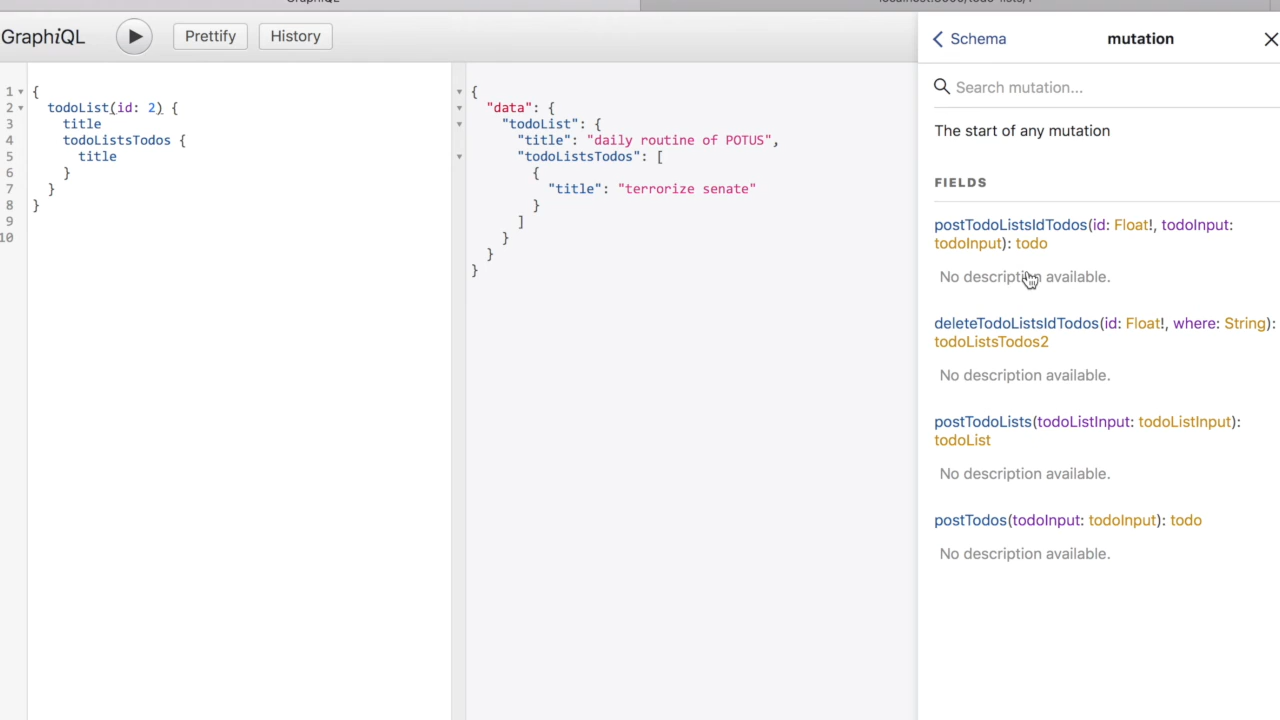 GraphiQL
GraphiQL
Prettify
History
1 {
2 todoList(id: 2) {
3 title
4 todoListsTodos {
5 title
6 }
7 }
8 }
9
10
{
"data": {
"todoList": {
"title": "daily routine of POTUS",
"todoListsTodos": [
{
"title": "terrorize senate"
}
]
}
}
}
Schema
mutation
Search mutation...
The start of any mutation
FIELDS
postTodoListsIdTodos(id: Float!, todoInput:
todoInput): todo
No description available.
deleteTodoListsIdTodos(id: Float!, where: String):
todoListsTodos2
No description available.
postTodoLists(todoListInput: todoListInput):
todoList
No description available.
postTodos(todoInput: todoInput): todo
No description available.